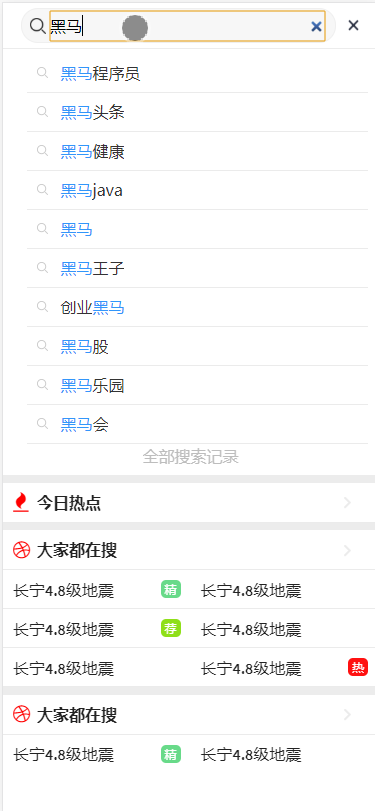 黑马
黑马程序员
黑马头条
黑马健康
黑马java
黑马
黑马王子
创业黑马
黑马股
黑马乐园
黑马会
全部搜索记录
今日热点
大家都在搜
长宁4.8级地震 精 长宁4.8级地震
长宁4.8级地震 荐 长宁4.8级地震
长宁4.8级地震 长宁4.8级地震 热
大家都在搜
长宁4.8级地震 精 长宁4.8级地震